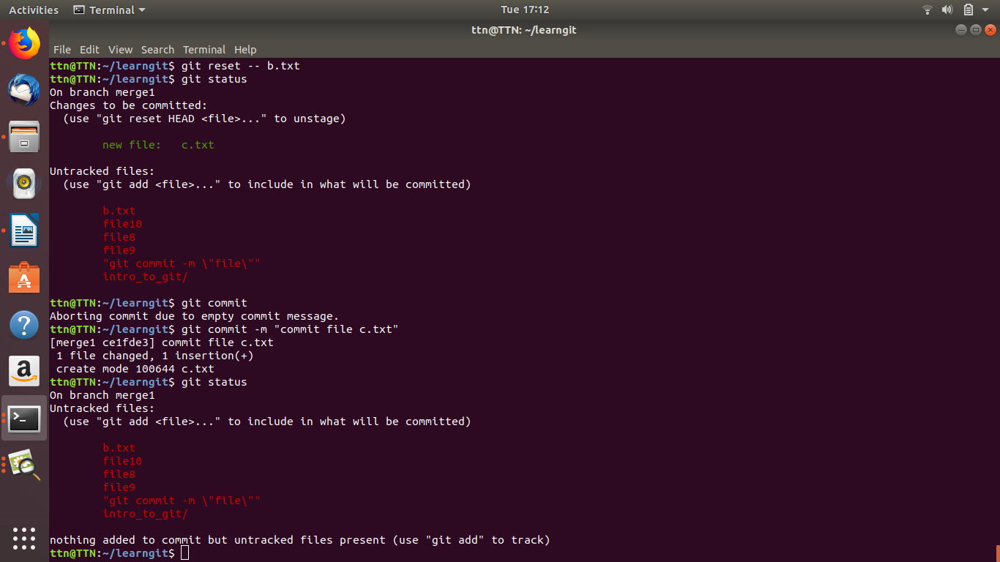 Activities Terminal Tue 17:12
ttn@TTN: ~/learngit
File Edit View Search Terminal Help
ttn@TTN:~/learngit$ git reset -- b.txt
ttn@TTN:~/learngit$ git status
On branch merge1
Changes to be committed:
  (use "git reset HEAD <file>..." to unstage)
        new file:   c.txt
Untracked files:
  (use "git add <file>..." to include in what will be committed)
        b.txt
        file10
        file8
        file9
        "git commit -m \"file\""
        intro_to_git/
ttn@TTN:~/learngit$ git commit
Aborting commit due to empty commit message.
ttn@TTN:~/learngit$ git commit -m "commit file c.txt"
[merge1 ce1fde3] commit file c.txt
 1 file changed, 1 insertion(+)
 create mode 100644 c.txt
ttn@TTN:~/learngit$ git status
On branch merge1
Untracked files:
  (use "git add <file>..." to include in what will be committed)
        b.txt
        file10
        file8
        file9
        "git commit -m \"file\""
        intro_to_git/
nothing added to commit but untracked files present (use "git add" to track)
ttn@TTN:~/learngit$